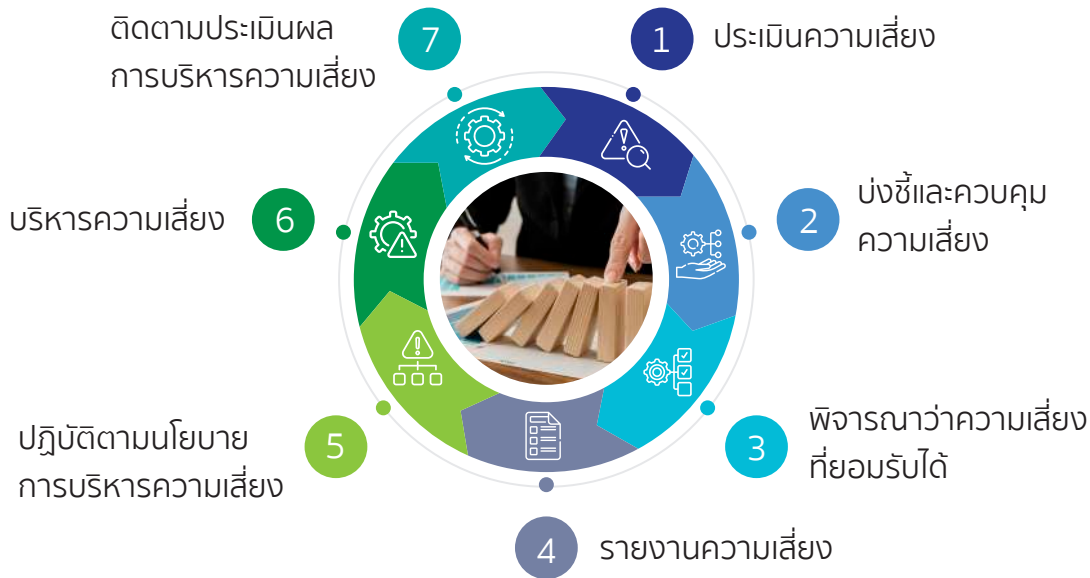 1
ประเมินความเสี่ยง
2
บ่งชี้และควบคุม
ความเสี่ยง
3
พิจารณาว่าความเสี่ยง
ที่ยอมรับได้
4
รายงานความเสี่ยง
5
ปฏิบัติตามนโยบาย
การบริหารความเสี่ยง
6
บริหารความเสี่ยง
7
ติดตามประเมินผล
การบริหารความเสี่ยง